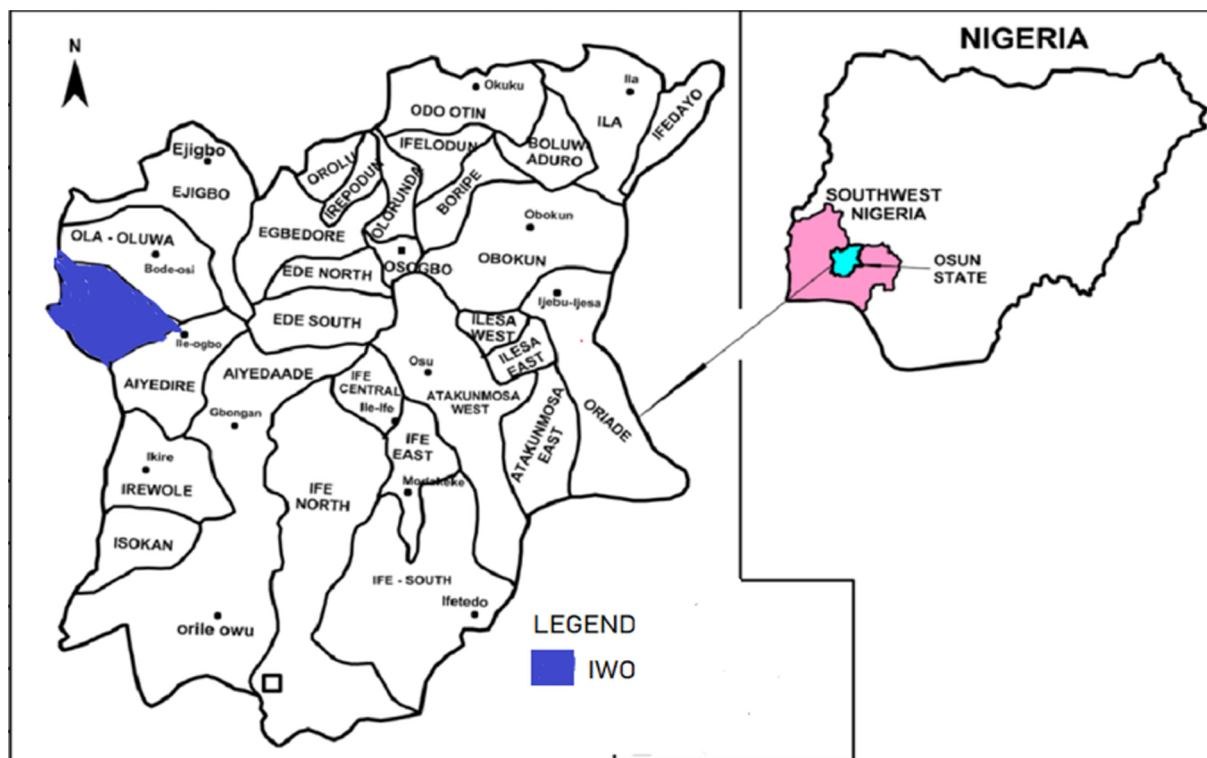 N
Okuku
ODO OTIN
Ila
ILA
IFEDAYO
BOLUW
ADURO
IFELODUN
BORIPE
Ejigbo
EJIGBO
OROLU
IREPODUN
OLORUNDA
EGBEDORE
OLA - OLUWA
Bode-osi
EDE NORTH
OSOGBO
Obokun
OBOKUN
EDE SOUTH
Ijebu-Ijesa
ILESA
WEST
ILESA
EAST
Ile-ogbo
AIYEDIRE
AIYEDAADE
Gbongan
IFE
CENTRAL
Ile-Ife
Osu
ATAKUNMOSA
WEST
ATAKUNMOSA
EAST
ORIADE
IFE
EAST
Modakeke
Ikire
IREWOLE
IFE
NORTH
ISOKAN
IFE - SOUTH
Ifetedo
orile owu
LEGEND
IWO
NIGERIA
SOUTHWEST
NIGERIA
OSUN
STATE